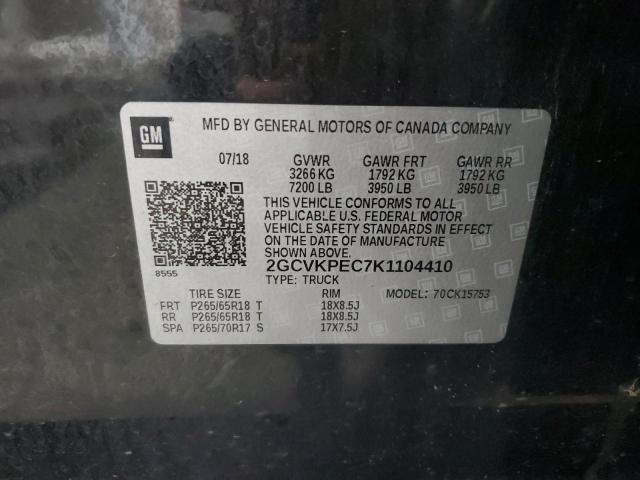 GM
MFD BY GENERAL MOTORS OF CANADA COMPANY
07/18 GVWR GAWR FRT GAWR RR
3266 KG 1792 KG 1792 KG
7200 LB 3950 LB 3950 LB
THIS VEHICLE CONFORMS TO ALL
APPLICABLE U.S. FEDERAL MOTOR
VEHICLE SAFETY STANDARDS IN EFFECT
ON THE DATE OF MANUFACTURE
SHOWN ABOVE.
8555
2GCVKPEC7K1104410
TYPE: TRUCK
TIRE SIZE RIM MODEL: 70CK15753
FRT P265/65R18 T 18X8.5J
RR P265/65R18 T 18X8.5J
SPA P265/70R17 S 17X7.5J